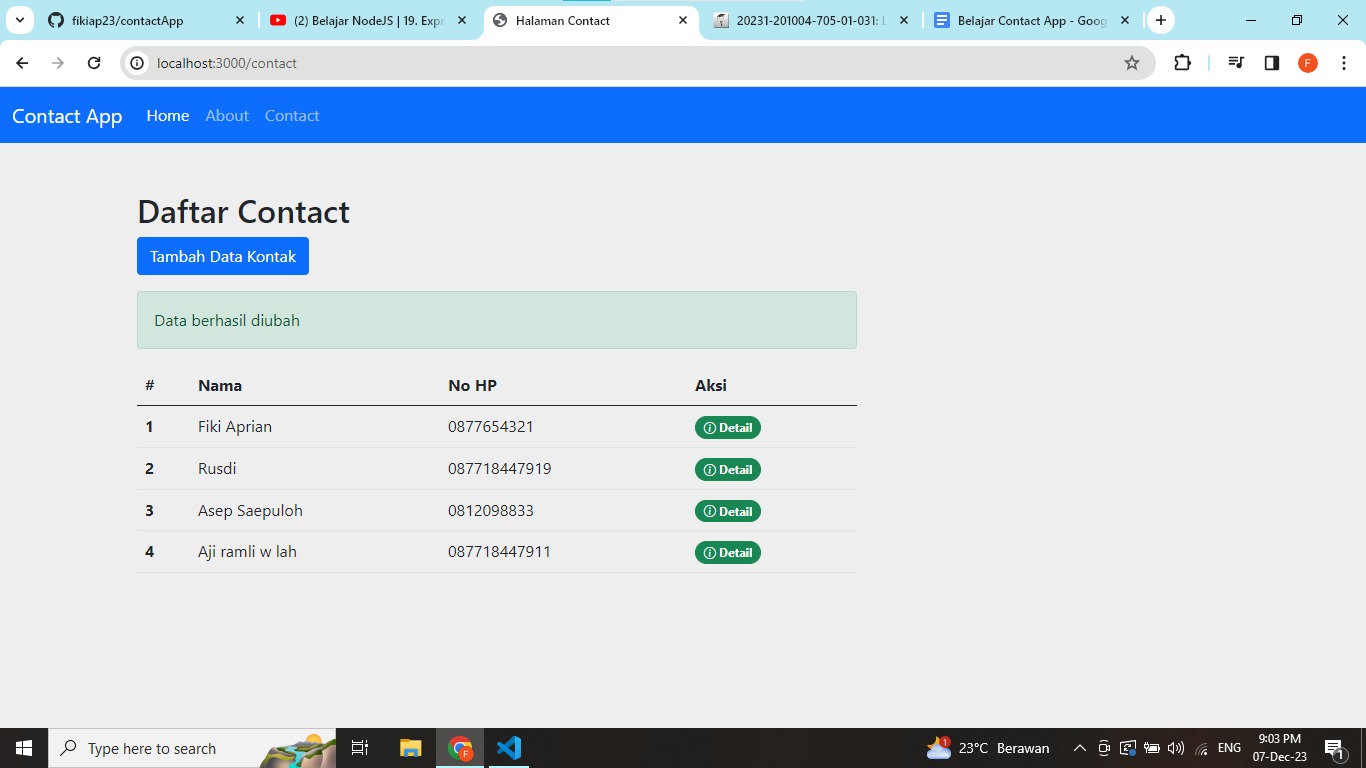 fikiap23/contactApp
(2) Belajar NodeJS | 19. Expr
Halaman Contact
20231-201004-705-01-031: L
Belajar Contact App - Goog
localhost:3000/contact
F
Contact App Home About Contact
Daftar Contact
Tambah Data Kontak
Data berhasil diubah
# Nama No HP Aksi
1 Fiki Aprian 0877654321 Detail
2 Rusdi 087718447919 Detail
3 Asep Saepuloh 0812098833 Detail
4 Aji ramli w lah 087718447911 Detail
Type here to search
F
1
23°C Berawan
ENG
9:03 PM
07-Dec-23
1